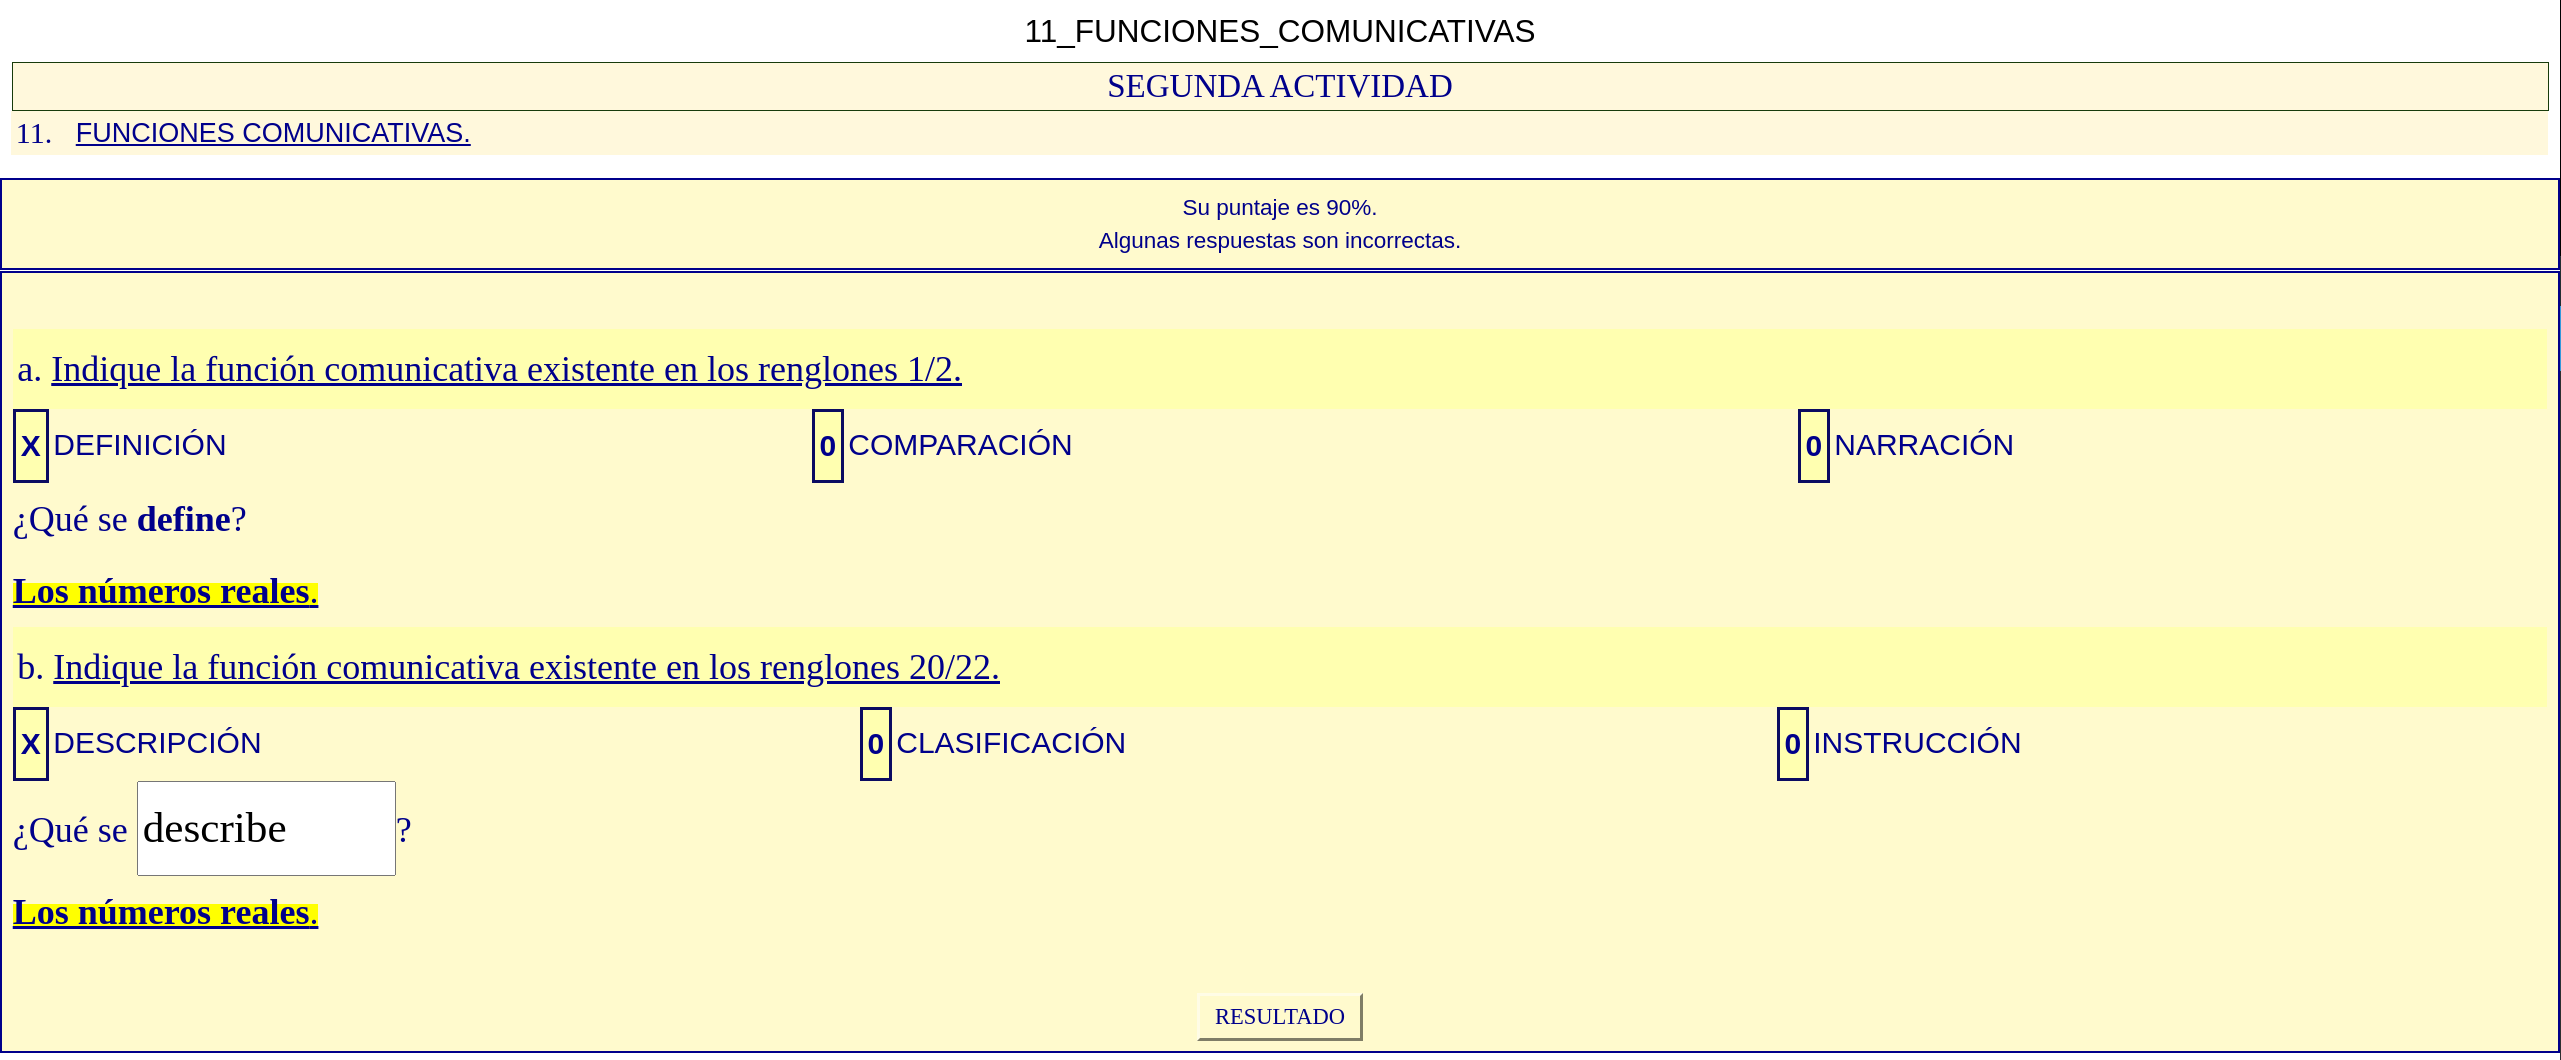 11_FUNCIONES_COMUNICATIVAS
SEGUNDA ACTIVIDAD
11. FUNCIONES COMUNICATIVAS.
Su puntaje es 90%.
Algunas respuestas son incorrectas.
a. Indique la función comunicativa existente en los renglones 1/2.
X DEFINICIÓN 0 COMPARACIÓN 0 NARRACIÓN
¿Qué se define?
Los números reales.
b. Indique la función comunicativa existente en los renglones 20/22.
X DESCRIPCIÓN 0 CLASIFICACIÓN 0 INSTRUCCIÓN
¿Qué se describe?
Los números reales.
RESULTADO